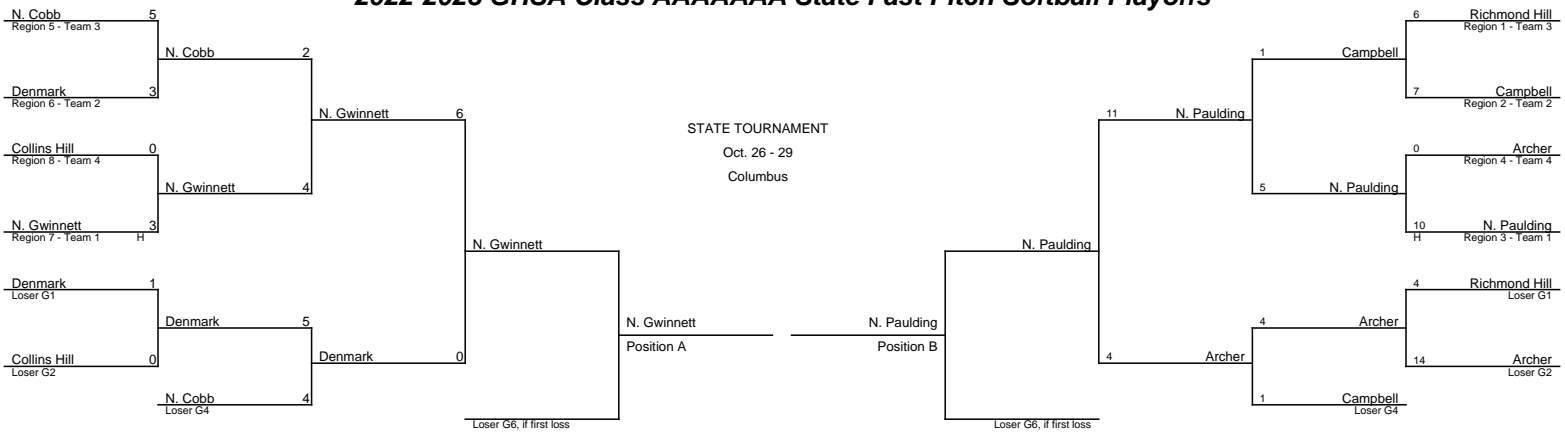 2022-2023 GHSA Class AAAAAAA State Fast Pitch Softball Playoffs
N. Cobb 5
Region 5 - Team 3
N. Cobb 2
Denmark 3
Region 6 - Team 2
N. Gwinnett 6
Collins Hill 0
Region 8 - Team 4
N. Gwinnett 4
N. Gwinnett 3
Region 7 - Team 1 H
N. Gwinnett
Denmark 1
Loser G1
Denmark 5
Collins Hill 0
Loser G2
Denmark 0
N. Cobb 4
Loser G4
Loser G6, if first loss
N. Gwinnett
Position A
STATE TOURNAMENT
Oct. 26 - 29
Columbus
6 Richmond Hill
Region 1 - Team 3
1 Campbell
7 Campbell
Region 2 - Team 2
11 N. Paulding
0 Archer
Region 4 - Team 4
5 N. Paulding
10 N. Paulding
H Region 3 - Team 1
N. Paulding
4 Richmond Hill
Loser G1
4 Archer
14 Archer
Loser G2
4 Archer
1 Campbell
Loser G4
Loser G6, if first loss
N. Paulding
Position B